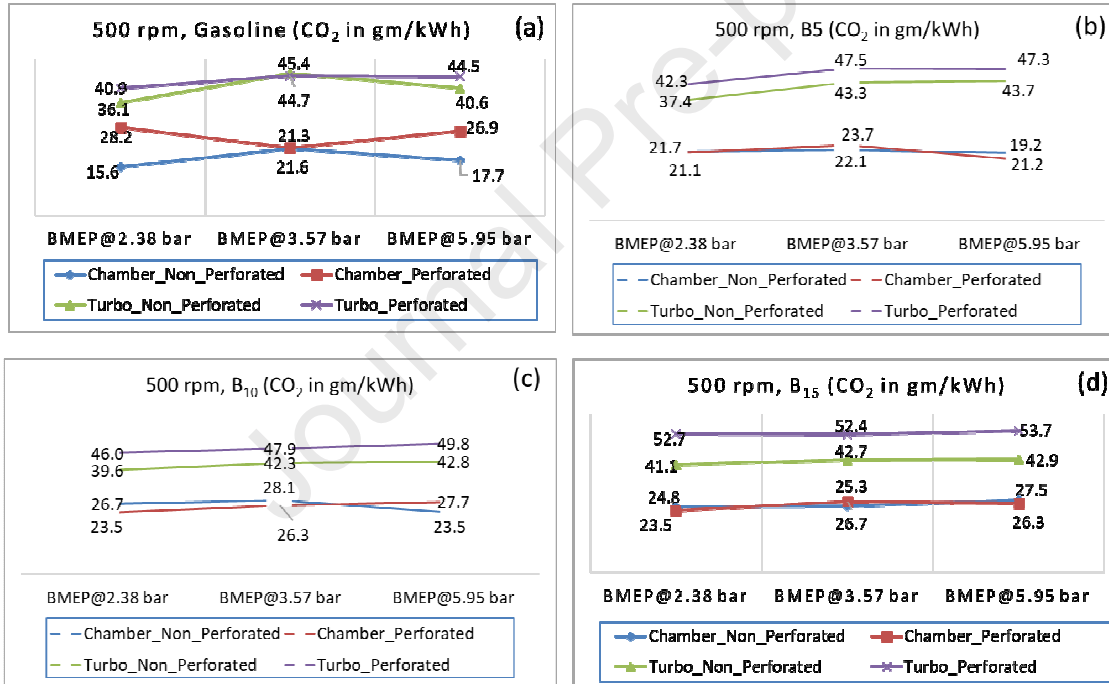 500 rpm, Gasoline (CO2 in gm/kWh)
(a)
45.4
44.5
40.9
44.7
40.6
36.1
28.2
21.3
26.9
15.6
21.6
17.7
BMEP@2.38 bar BMEP@3.57 bar BMEP@5.95 bar
Chamber_Non_Perforated Chamber_Perforated
Turbo_Non_Perforated Turbo_Perforated
500 rpm, B5 (CO2 in gm/kWh)
(b)
47.5
47.3
42.3
37.4
43.3
43.7
21.7
23.7
19.2
21.1
22.1
21.2
BMEP@2.38 bar BMEP@3.57 bar BMEP@5.95 bar
Chamber_Non_Perforated Chamber_Perforated
Turbo_Non_Perforated Turbo_Perforated
500 rpm, B10 (CO2 in gm/kWh)
(c)
46.0
47.9
49.8
39.6
42.3
42.8
26.7
28.1
27.7
23.5
26.3
23.5
BMEP@2.38 bar BMEP@3.57 bar BMEP@5.95 bar
Chamber_Non_Perforated Chamber_Perforated
Turbo_Non_Perforated Turbo_Perforated
500 rpm, B15 (CO2 in gm/kWh)
(d)
52.7
52.4
53.7
41.1
42.7
42.9
24.8
25.3
27.5
23.5
26.7
26.3
BMEP@2.38 bar BMEP@3.57 bar BMEP@5.95 bar
Chamber_Non_Perforated Chamber_Perforated
Turbo_Non_Perforated Turbo_Perforated
Journal Pre-p